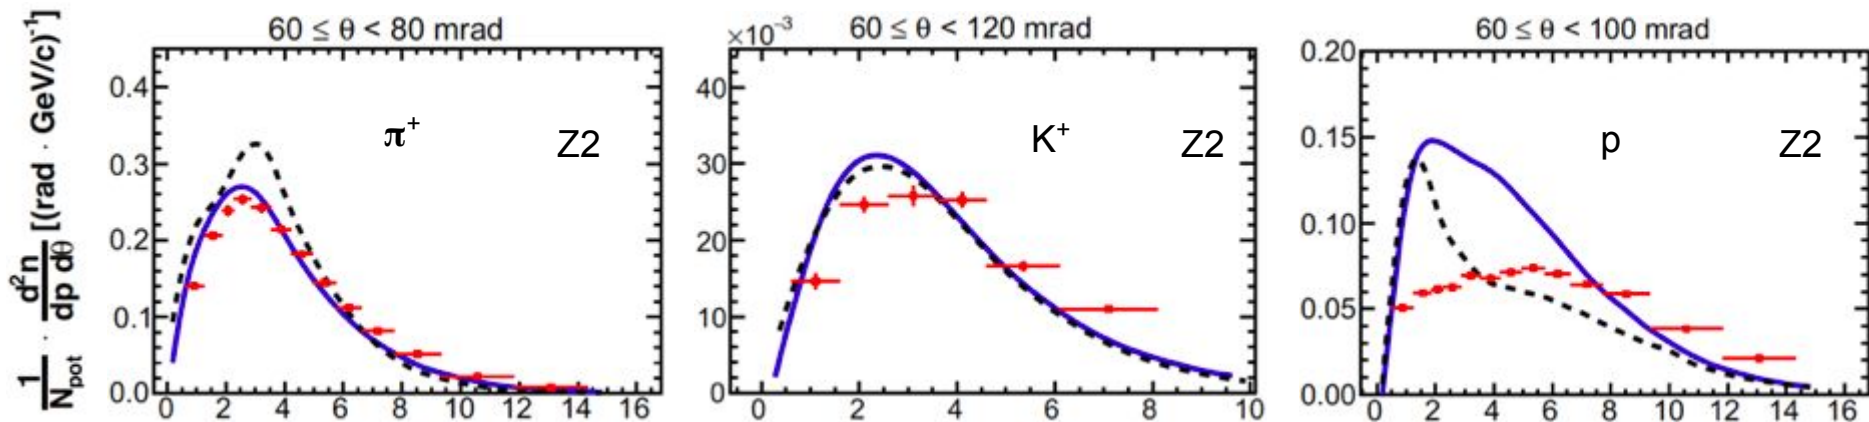 60 ≤ θ < 80 mrad
π⁺
Z2
0.4
0.3
0.2
0.1
0.0
0 2 4 6 8 10 12 14 16
1/N_pot · d²n/dp dθ [(rad · GeV/c)⁻¹]
×10⁻³
60 ≤ θ < 120 mrad
K⁺
Z2
40
30
20
10
0
0 2 4 6 8 10
60 ≤ θ < 100 mrad
p
Z2
0.20
0.15
0.10
0.05
0.00
0 2 4 6 8 10 12 14 16